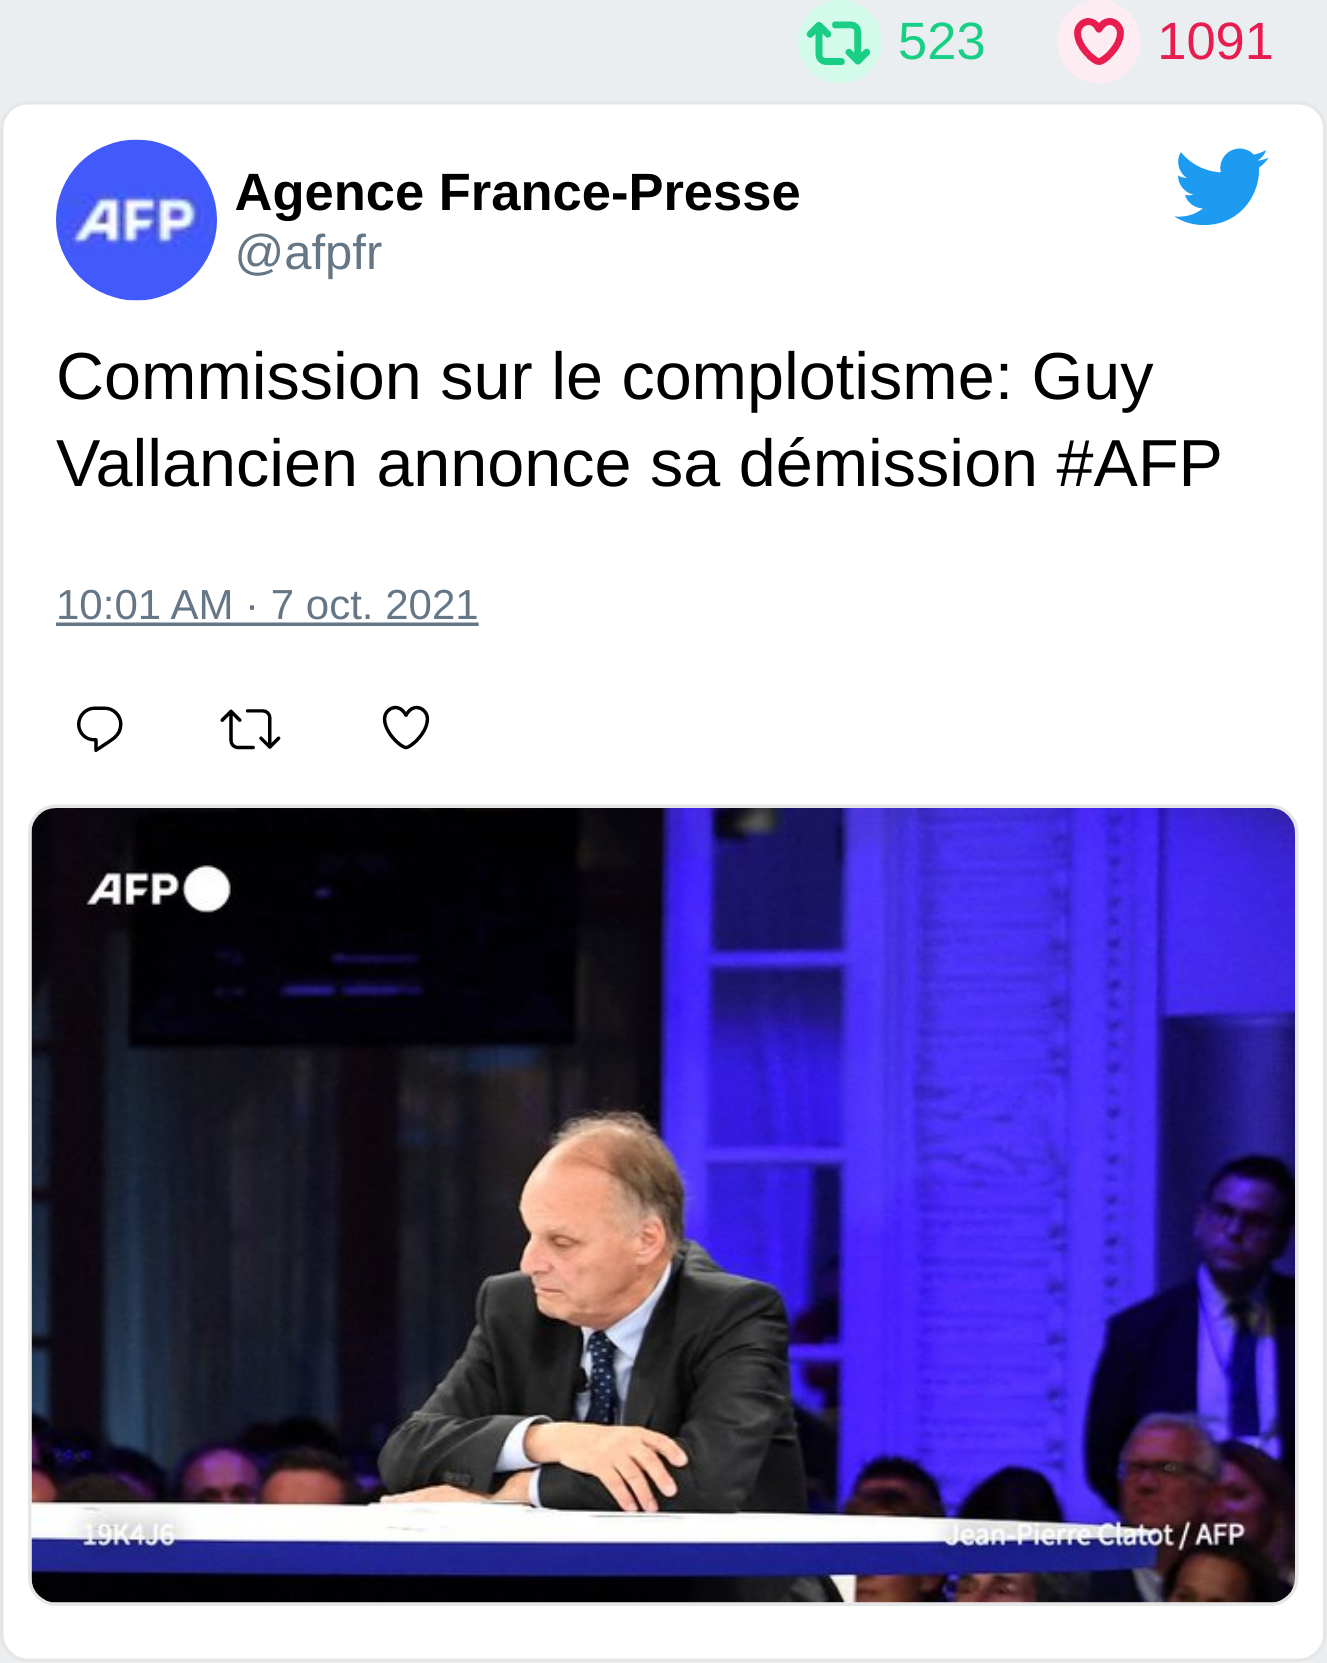 523 1091
AFP
Agence France-Presse
@afpfr
Commission sur le complotisme: Guy
Vallancien annonce sa démission #AFP
10:01 AM · 7 oct. 2021
AFP
19K4J6 Jean-Pierre Clatot / AFP